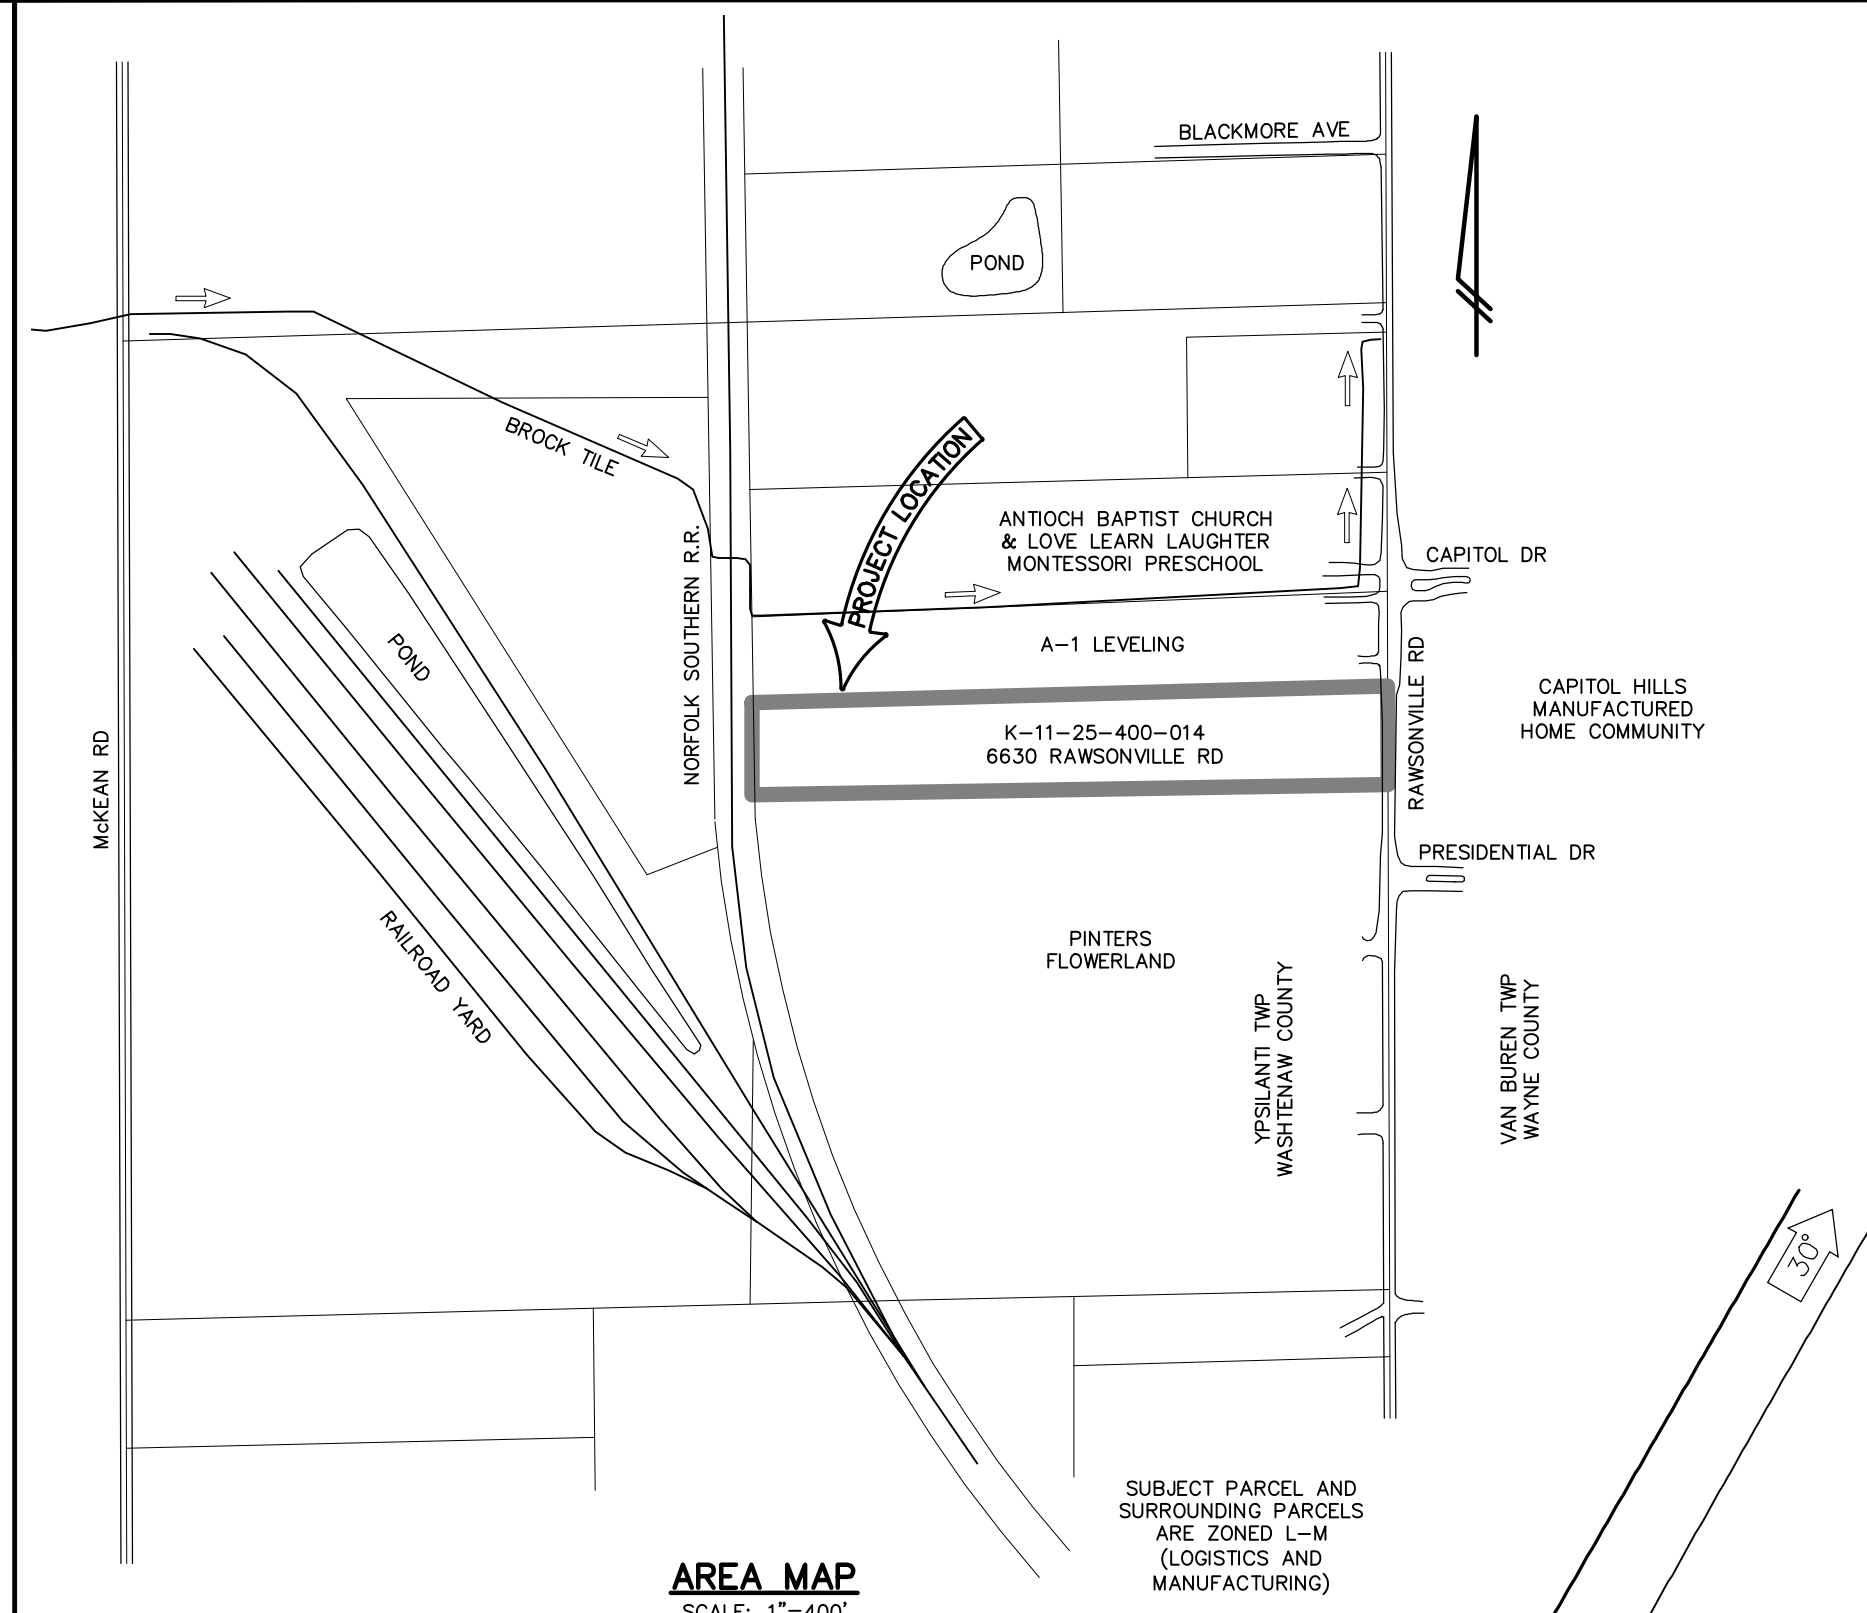 BLACKMORE AVE
POND
BROCK TILE
PROJECT LOCATION
ANTIOCH BAPTIST CHURCH
& LOVE LEARN LAUGHTER
MONTESSORI PRESCHOOL
CAPITOL DR
NORFOLK SOUTHERN R.R.
A-1 LEVELING
POND
RAWSONVILLE RD
CAPITOL HILLS
MANUFACTURED
HOME COMMUNITY
K-11-25-400-014
6630 RAWSONVILLE RD
McKEAN RD
PRESIDENTIAL DR
RAILROAD YARD
PINTERS
FLOWERLAND
YPSILANTI TWP
WASHTENAW COUNTY
VAN BUREN TWP
WAYNE COUNTY
30°
SUBJECT PARCEL AND
SURROUNDING PARCELS
ARE ZONED L-M
(LOGISTICS AND
MANUFACTURING)
AREA MAP
SCALE: 1"=400'